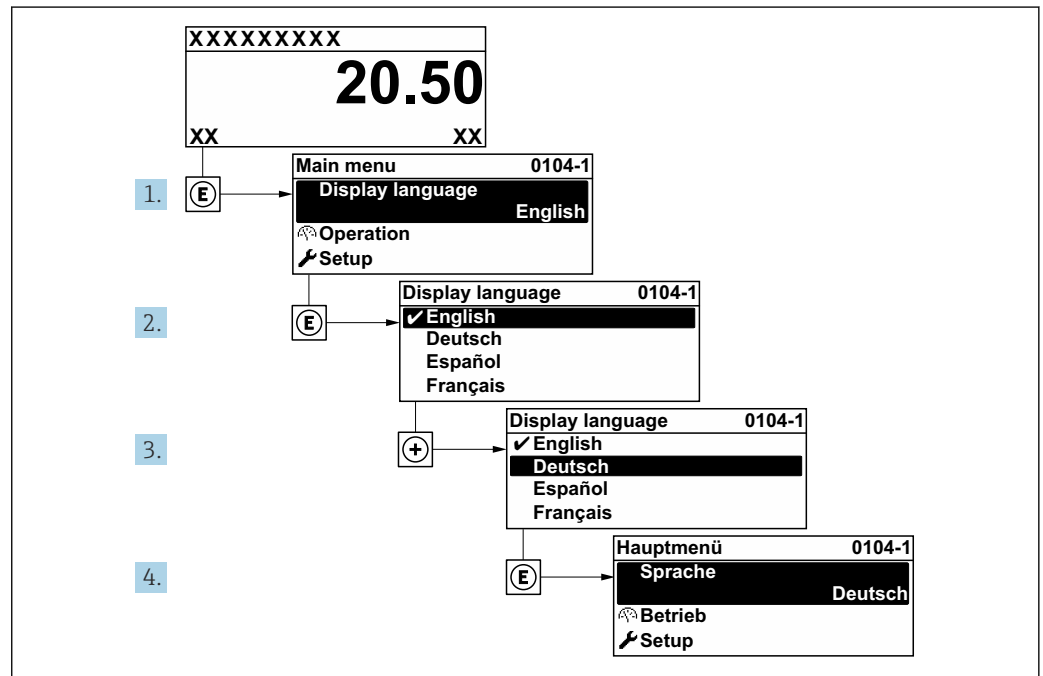 XXXXXXXXX
20.50
XX XX
1. E
Main menu 0104-1
Display language
English
Operation
Setup
2. E
Display language 0104-1
✔English
Deutsch
Español
Français
3. +
Display language 0104-1
✔English
Deutsch
Español
Français
4. E
Hauptmenü 0104-1
Sprache
Deutsch
Betrieb
Setup